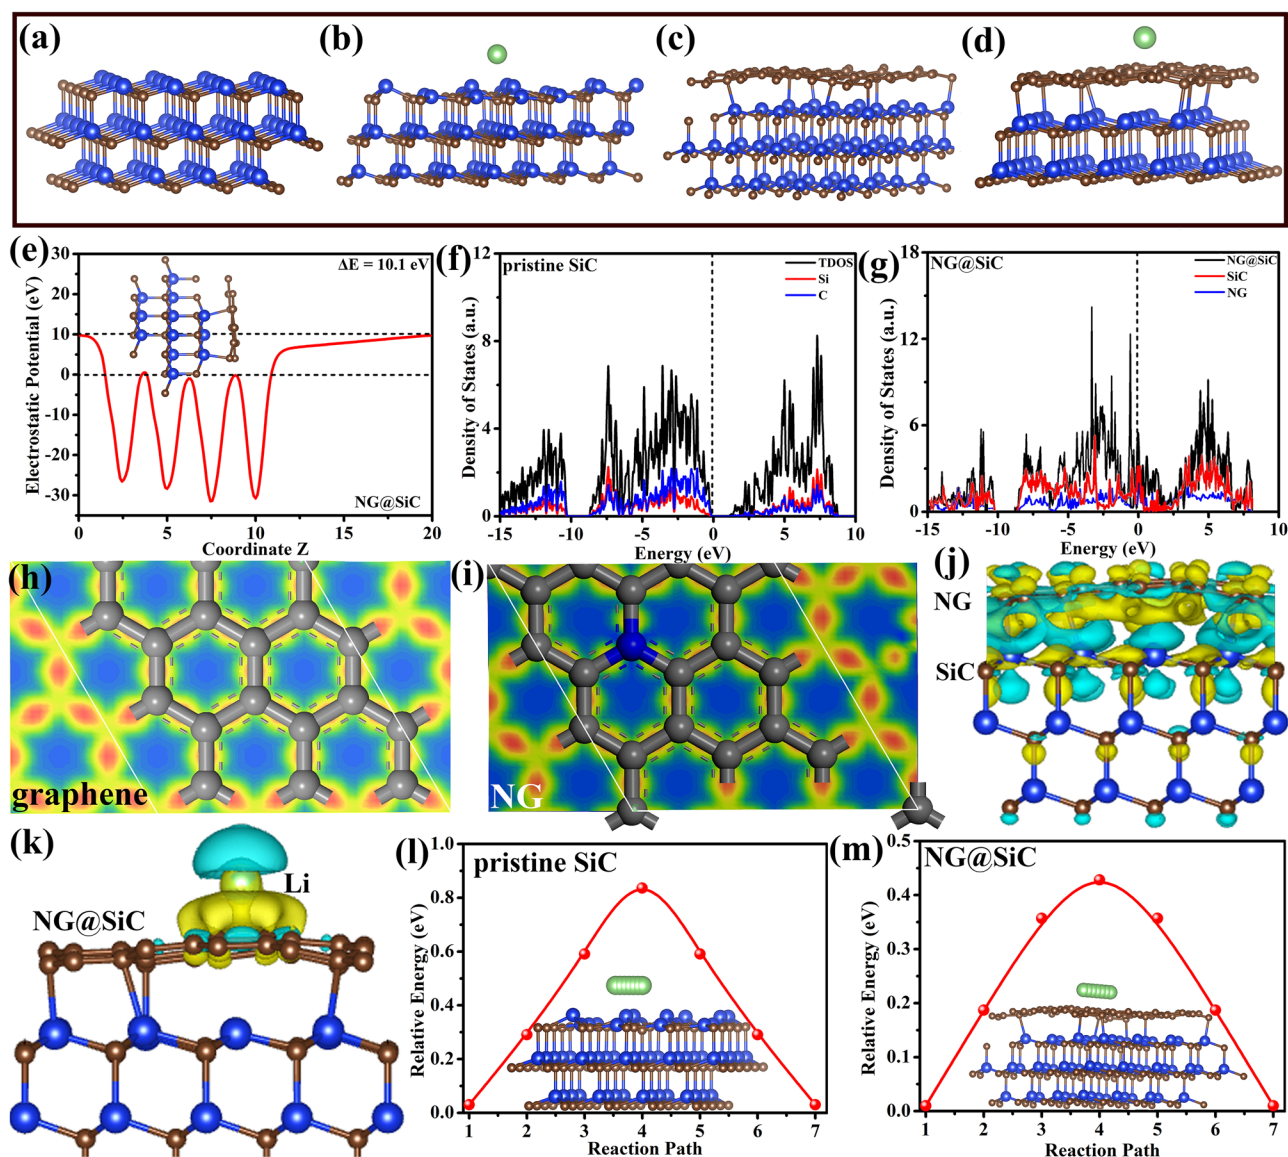 (a)
(b)
(c)
(d)
(e)
30
20
10
0
-10
-20
-30
0
5
10
15
20
Electrostatic Potential (eV)
Coordinate Z
ΔE = 10.1 eV
NG@SiC
(f)
pristine SiC
TDOS
Si
C
12
8
4
0
-15
-10
-5
0
5
10
Density of States (a.u.)
Energy (eV)
(g)
NG@SiC
NG@SiC
SiC
NG
18
12
6
0
-15
-10
-5
0
5
10
Density of States (a.u.)
Energy (eV)
(h)
graphene
(i)
NG
(j)
NG
SiC
(k)
Li
NG@SiC
(l)
pristine SiC
1.0
0.8
0.6
0.4
0.2
0.0
1
2
3
4
5
6
7
Relative Energy (eV)
Reaction Path
(m)
NG@SiC
0.5
0.4
0.3
0.2
0.1
0.0
1
2
3
4
5
6
7
Relative Energy (eV)
Reaction Path